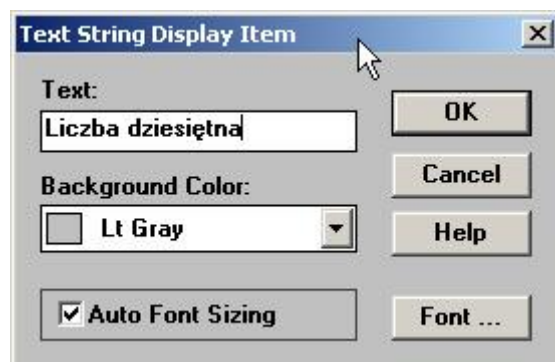 Text String Display Item
Text:
Liczba dziesiętna
Background Color:
Lt Gray
Auto Font Sizing
OK
Cancel
Help
Font ...